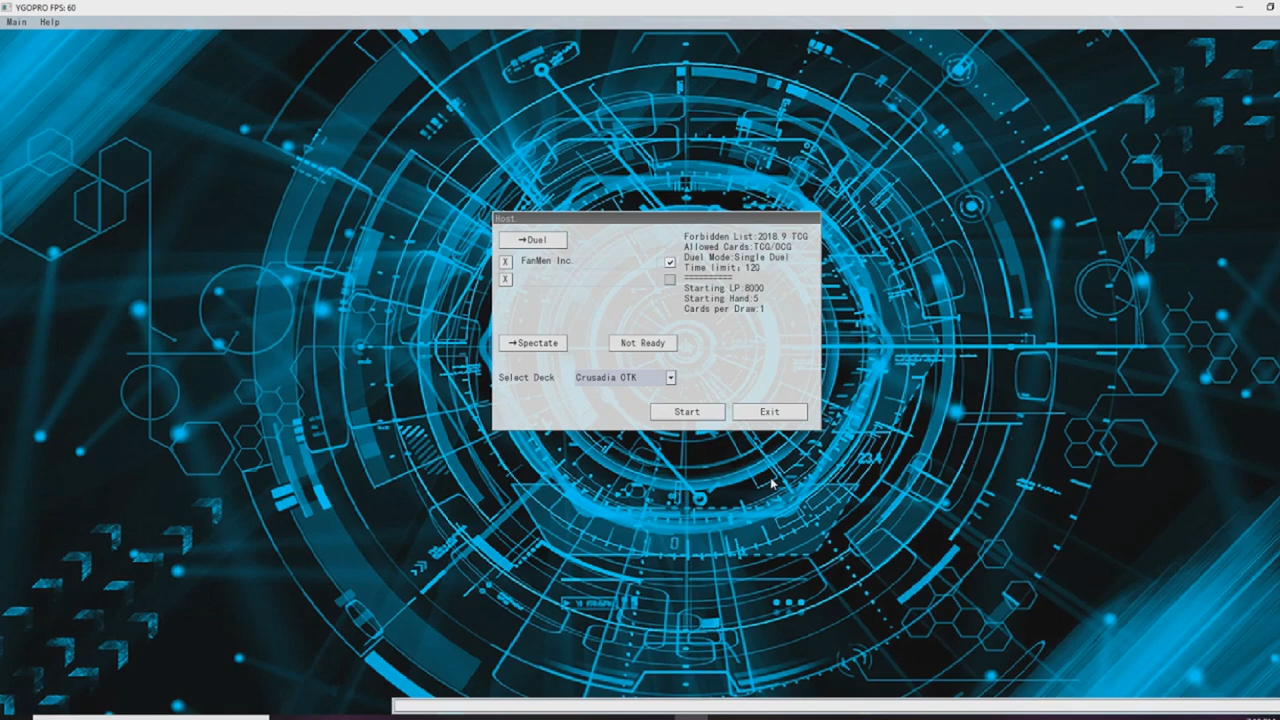 YGOPRO FPS: 60
Main Help
Host
→Duel
X FanMen Inc.
X
Forbidden List:2018.9 TCG
Allowed Cards:TCG/OCG
Duel Mode:Single Duel
Time limit: 120
==========
Starting LP:8000
Starting Hand:5
Cards per Draw:1
→Spectate Not Ready
Select Deck Crusadia OTK
Start Exit
23.4